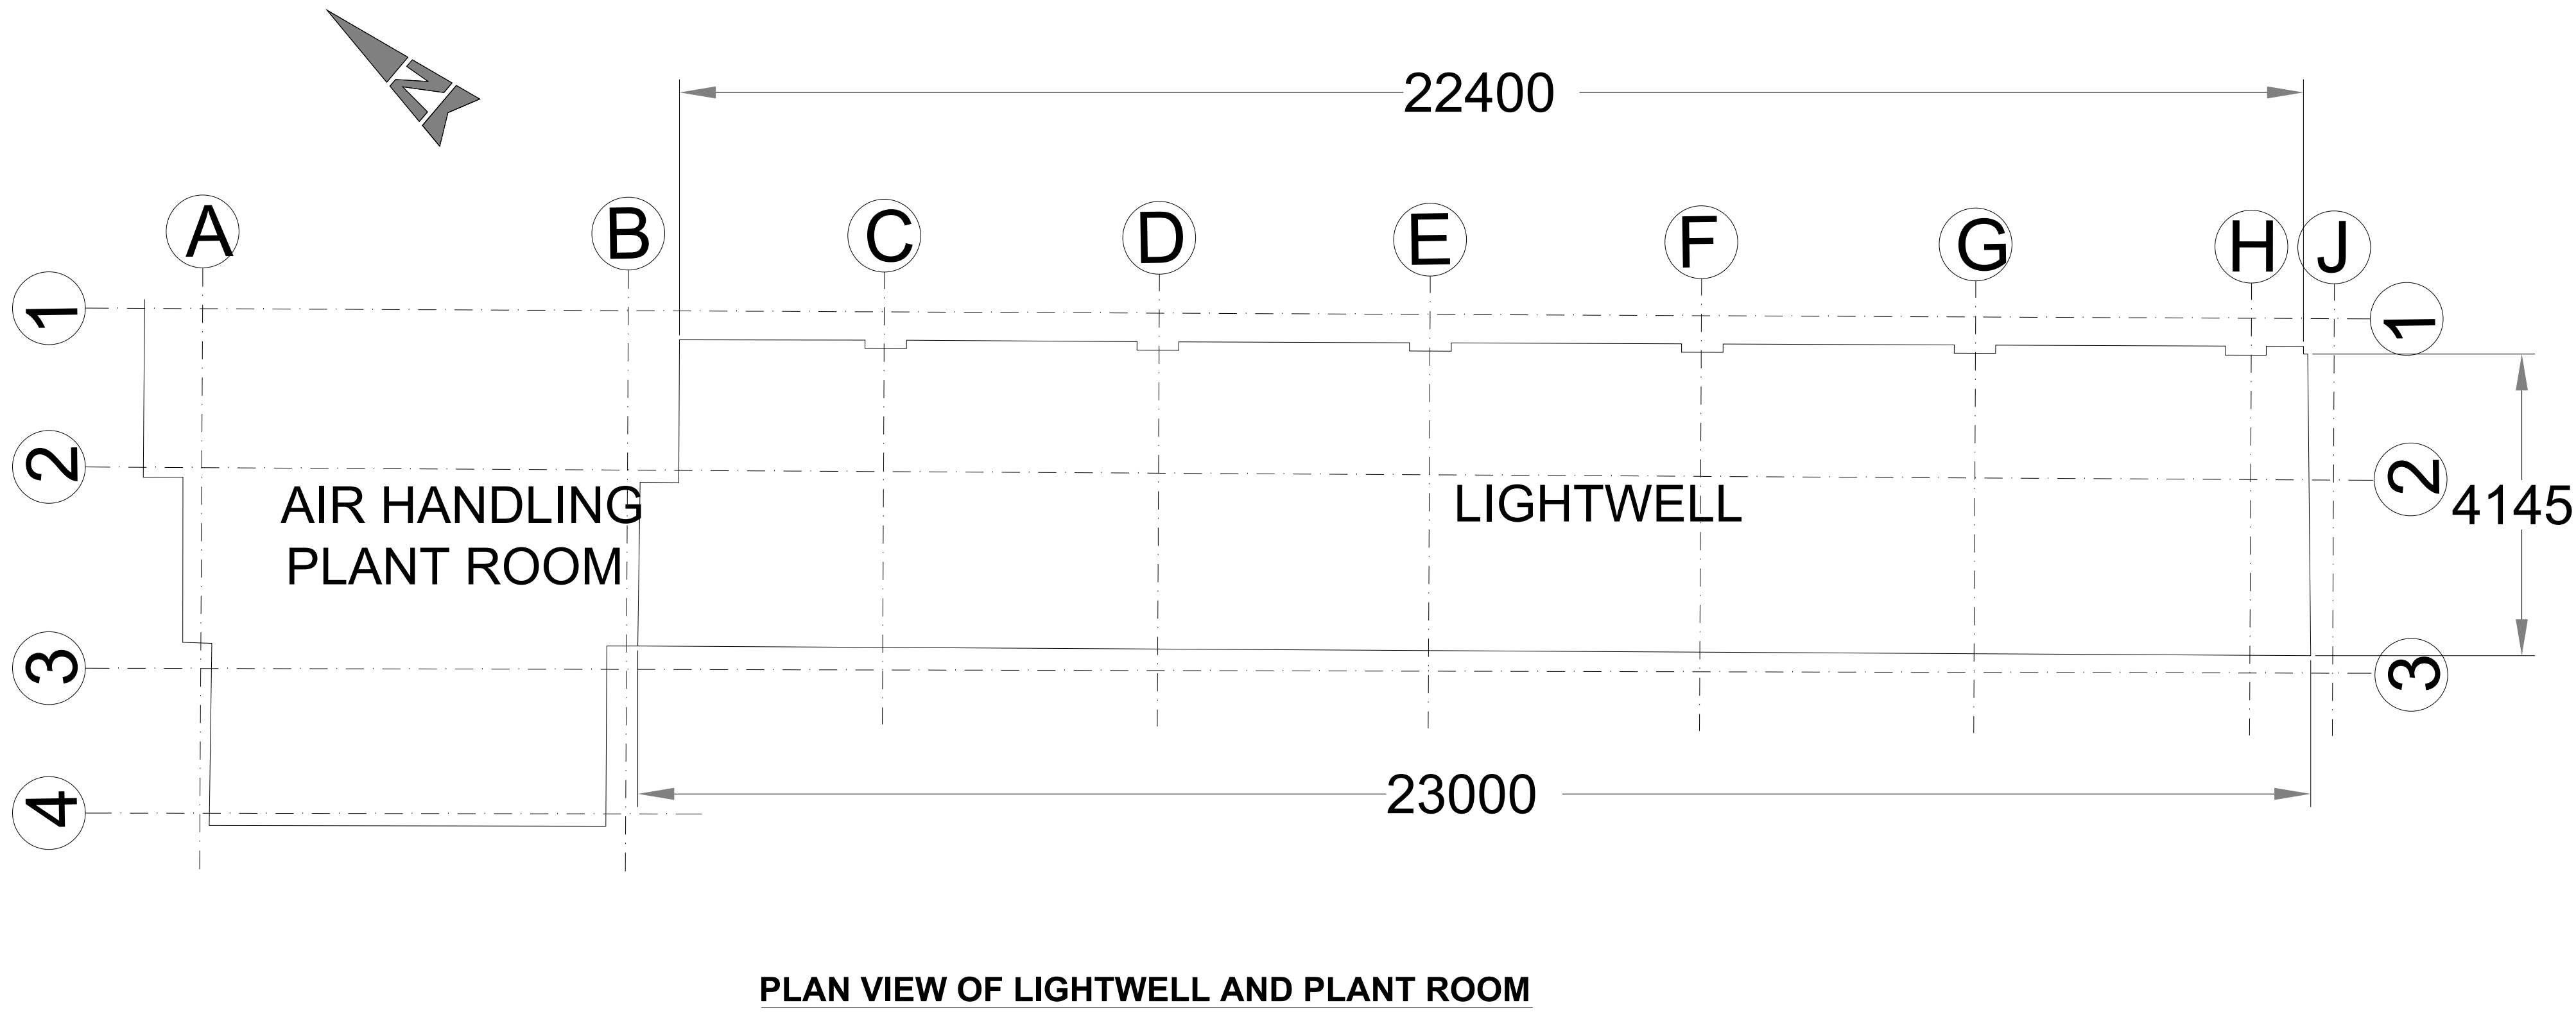 N
22400
A B C D E F G H J
1 1
2 2
AIR HANDLING
PLANT ROOM
LIGHTWELL
4145
3 3
23000
4
PLAN VIEW OF LIGHTWELL AND PLANT ROOM